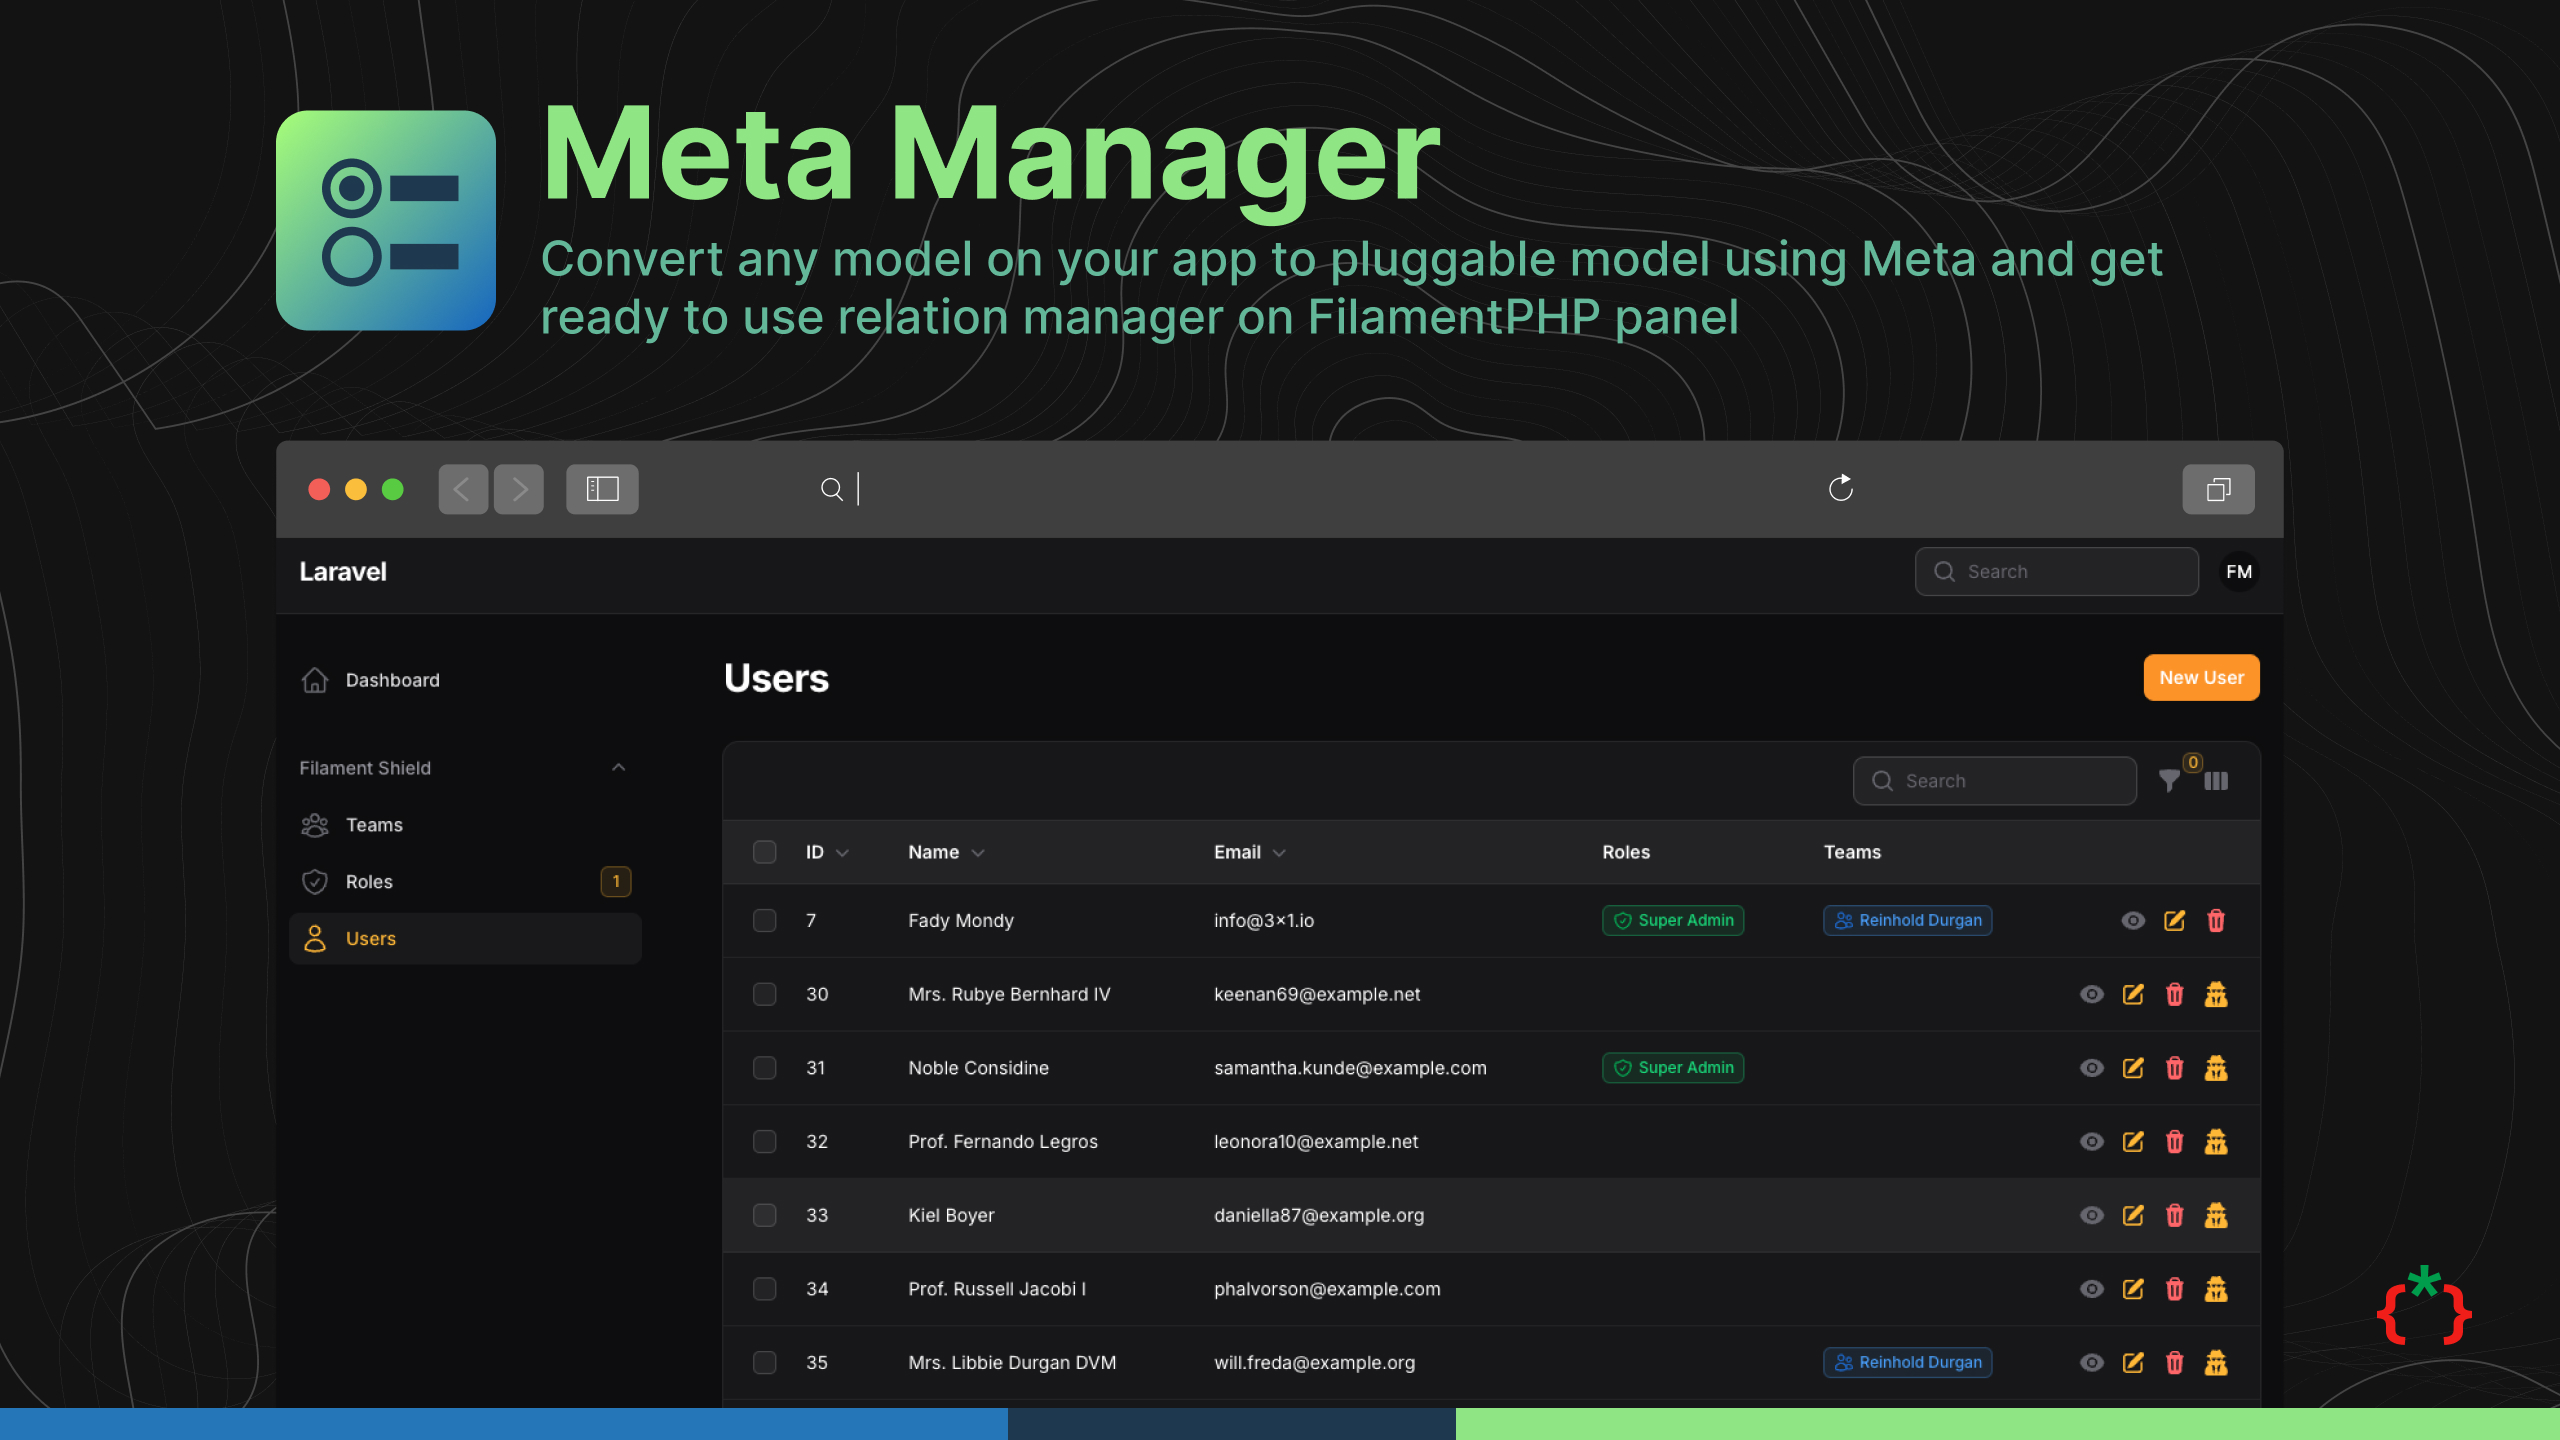 Meta Manager
Convert any model on your app to pluggable model using Meta and get
ready to use relation manager on FilamentPHP panel
Laravel
Search
FM
Dashboard
Filament Shield
Teams
Roles 1
Users
Users
New User
Search
0
ID Name Email Roles Teams
7 Fady Mondy info@3x1.io Super Admin Reinhold Durgan
30 Mrs. Rubye Bernhard IV keenan69@example.net
31 Noble Considine samantha.kunde@example.com Super Admin
32 Prof. Fernando Legros leonora10@example.net
33 Kiel Boyer daniella87@example.org
34 Prof. Russell Jacobi I phalvorson@example.com
35 Mrs. Libbie Durgan DVM will.freda@example.org Reinhold Durgan
{*}